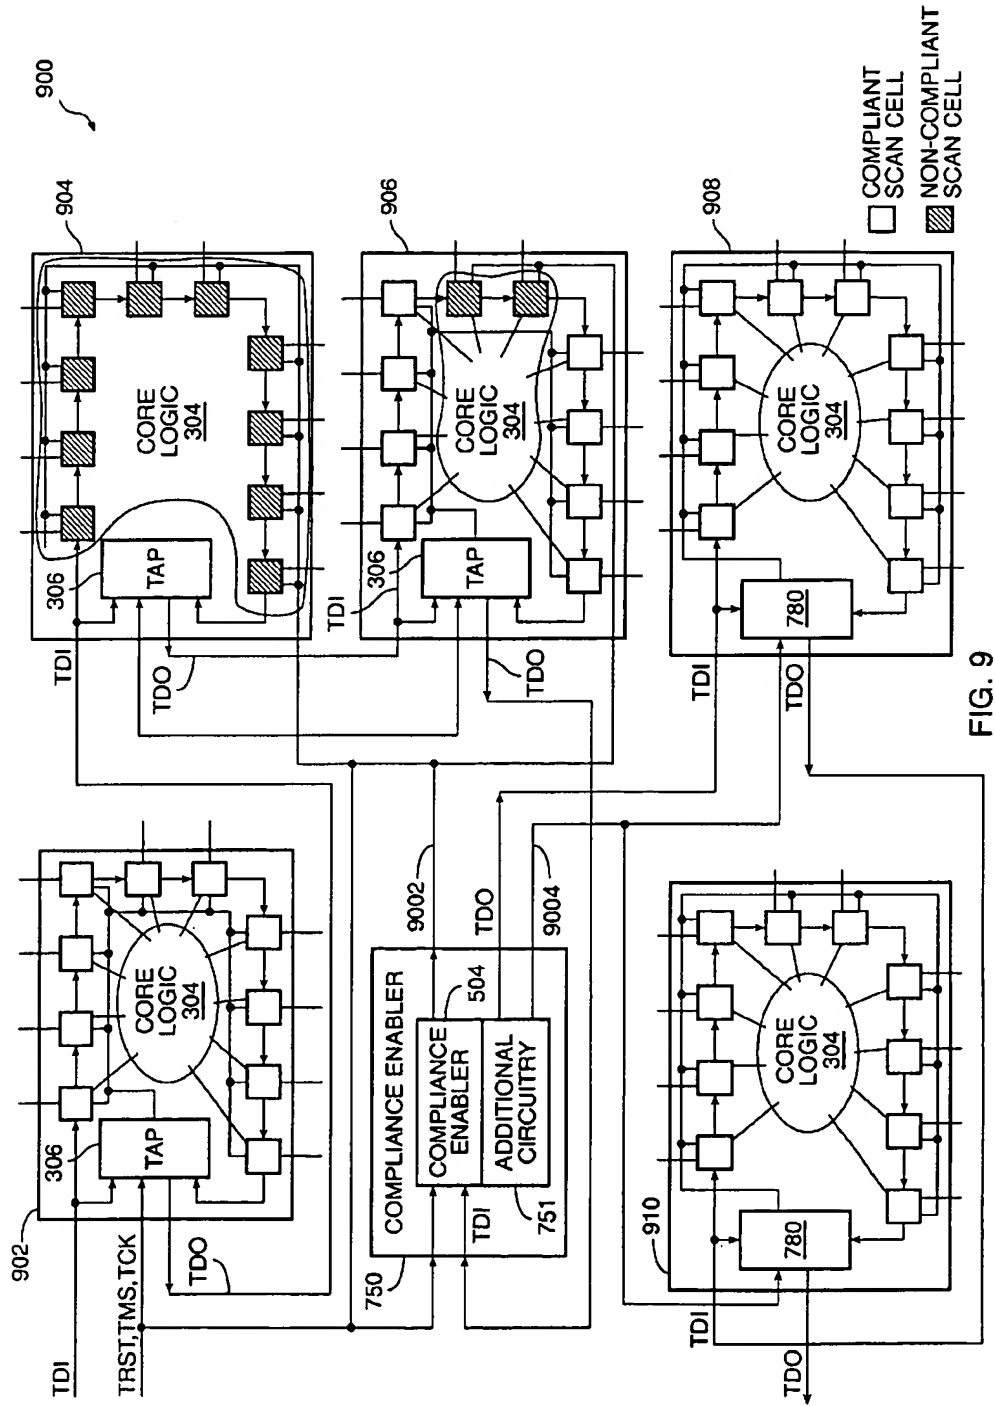 900
902
TDI
306
TAP
CORE
LOGIC
304
TDO
TRST,TMS,TCK
904
TDI
306
TAP
CORE
LOGIC
304
TDO
906
TDI
306
TAP
CORE
LOGIC
304
TDO
750
COMPLIANCE ENABLER
COMPLIANCE
ENABLER
504
TDI
ADDITIONAL
CIRCUITRY
751
9002
TDO
9004
908
TDI
780
CORE
LOGIC
304
TDO
910
TDI
780
CORE
LOGIC
304
TDO
COMPLIANT
SCAN CELL
NON-COMPLIANT
SCAN CELL
FIG. 9